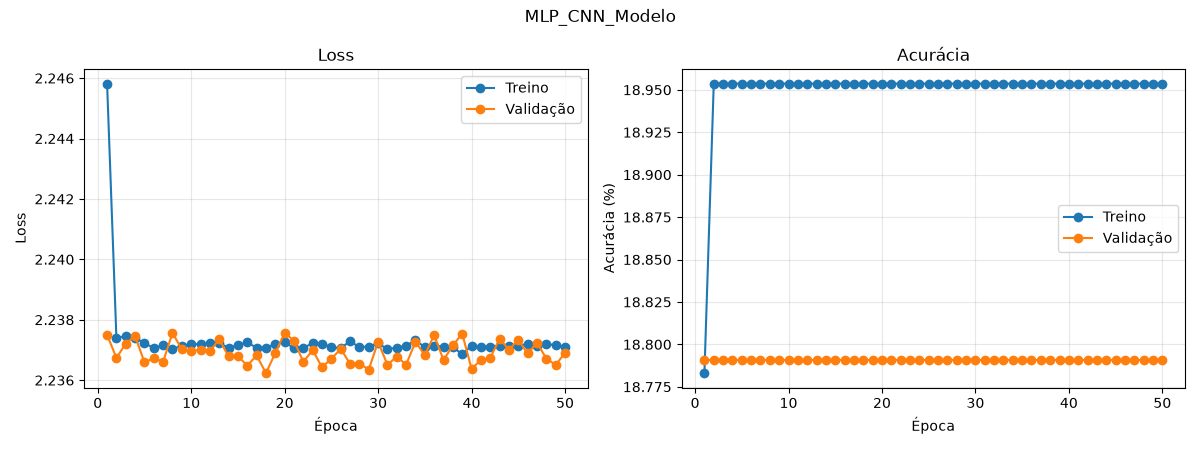 MLP_CNN_Modelo
Loss
2.246
2.244
2.242
2.240
2.238
2.236
0 10 20 30 40 50
Loss
Época
Treino
Validação
Acurácia
18.950
18.925
18.900
18.875
18.850
18.825
18.800
18.775
0 10 20 30 40 50
Acurácia (%)
Época
Treino
Validação